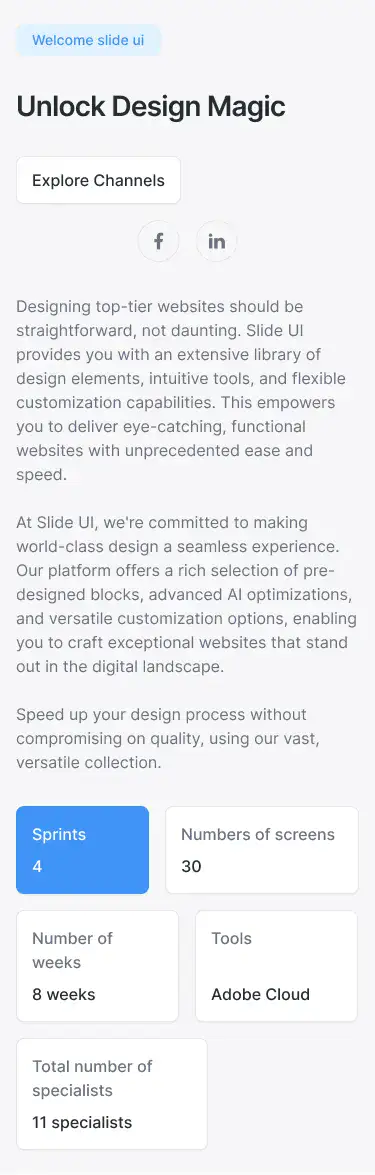 Welcome slide ui
Unlock Design Magic
Explore Channels
Designing top-tier websites should be
straightforward, not daunting. Slide UI
provides you with an extensive library of
design elements, intuitive tools, and flexible
customization capabilities. This empowers
you to deliver eye-catching, functional
websites with unprecedented ease and
speed.
At Slide UI, we're committed to making
world-class design a seamless experience.
Our platform offers a rich selection of pre-
designed blocks, advanced AI optimizations,
and versatile customization options, enabling
you to craft exceptional websites that stand
out in the digital landscape.
Speed up your design process without
compromising on quality, using our vast,
versatile collection.
Sprints
4
Numbers of screens
30
Number of
weeks
8 weeks
Tools
Adobe Cloud
Total number of
specialists
11 specialists